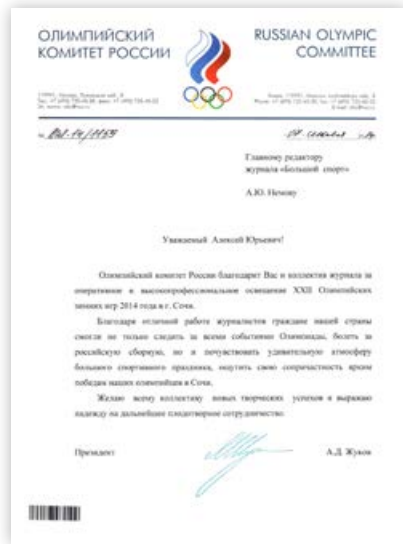 ОЛИМПИЙСКИЙ
КОМИТЕТ РОССИИ
RUSSIAN OLYMPIC
COMMITTEE
Главному редактору
журнала «Большой спорт»
А.Ю. Немову
Уважаемый Алексей Юрьевич!
Олимпийский комитет России благодарит Вас и коллектив журнала за
оперативное и высокопрофессиональное освещение XXII Олимпийских
зимних игр 2014 года в г. Сочи.
Благодаря отличной работе журналистов граждане нашей страны
смогли не только следить за всеми событиями Олимпиады, болеть за
российскую сборную, но и почувствовать удивительную атмосферу
большого спортивного праздника, ощутить свою сопричастность ярким
победам наших олимпийцев в Сочи.
Желаю всему коллективу новых творческих успехов и выражаю
надежду на дальнейшее плодотворное сотрудничество.
Президент
А.Д. Жуков